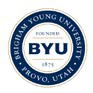 BRIGHAM YOUNG UNIVERSITY
FOUNDED
BYU
1875
PROVO, UTAH